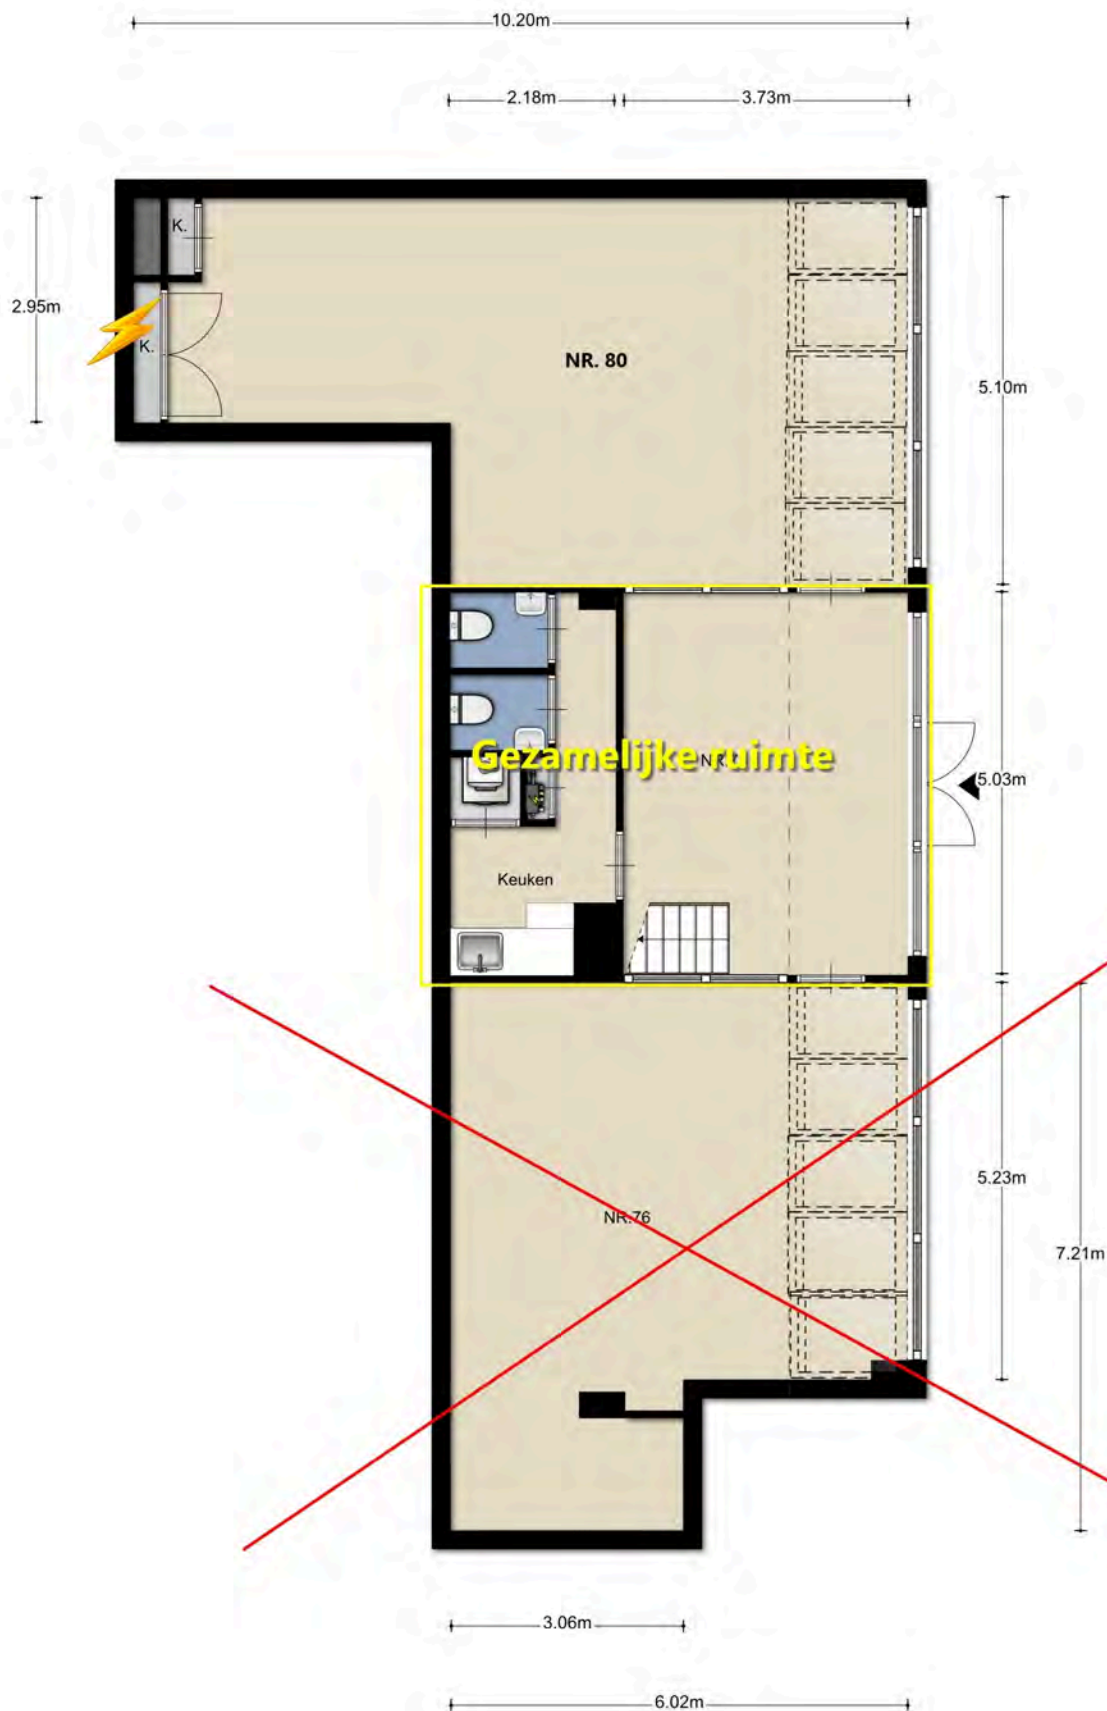 10.20m
2.18m
3.73m
K.
2.95m
K.
NR. 80
5.10m
Gezamelijke ruimte
NR.
5.03m
Keuken
5.23m
NR.76
7.21m
3.06m
6.02m